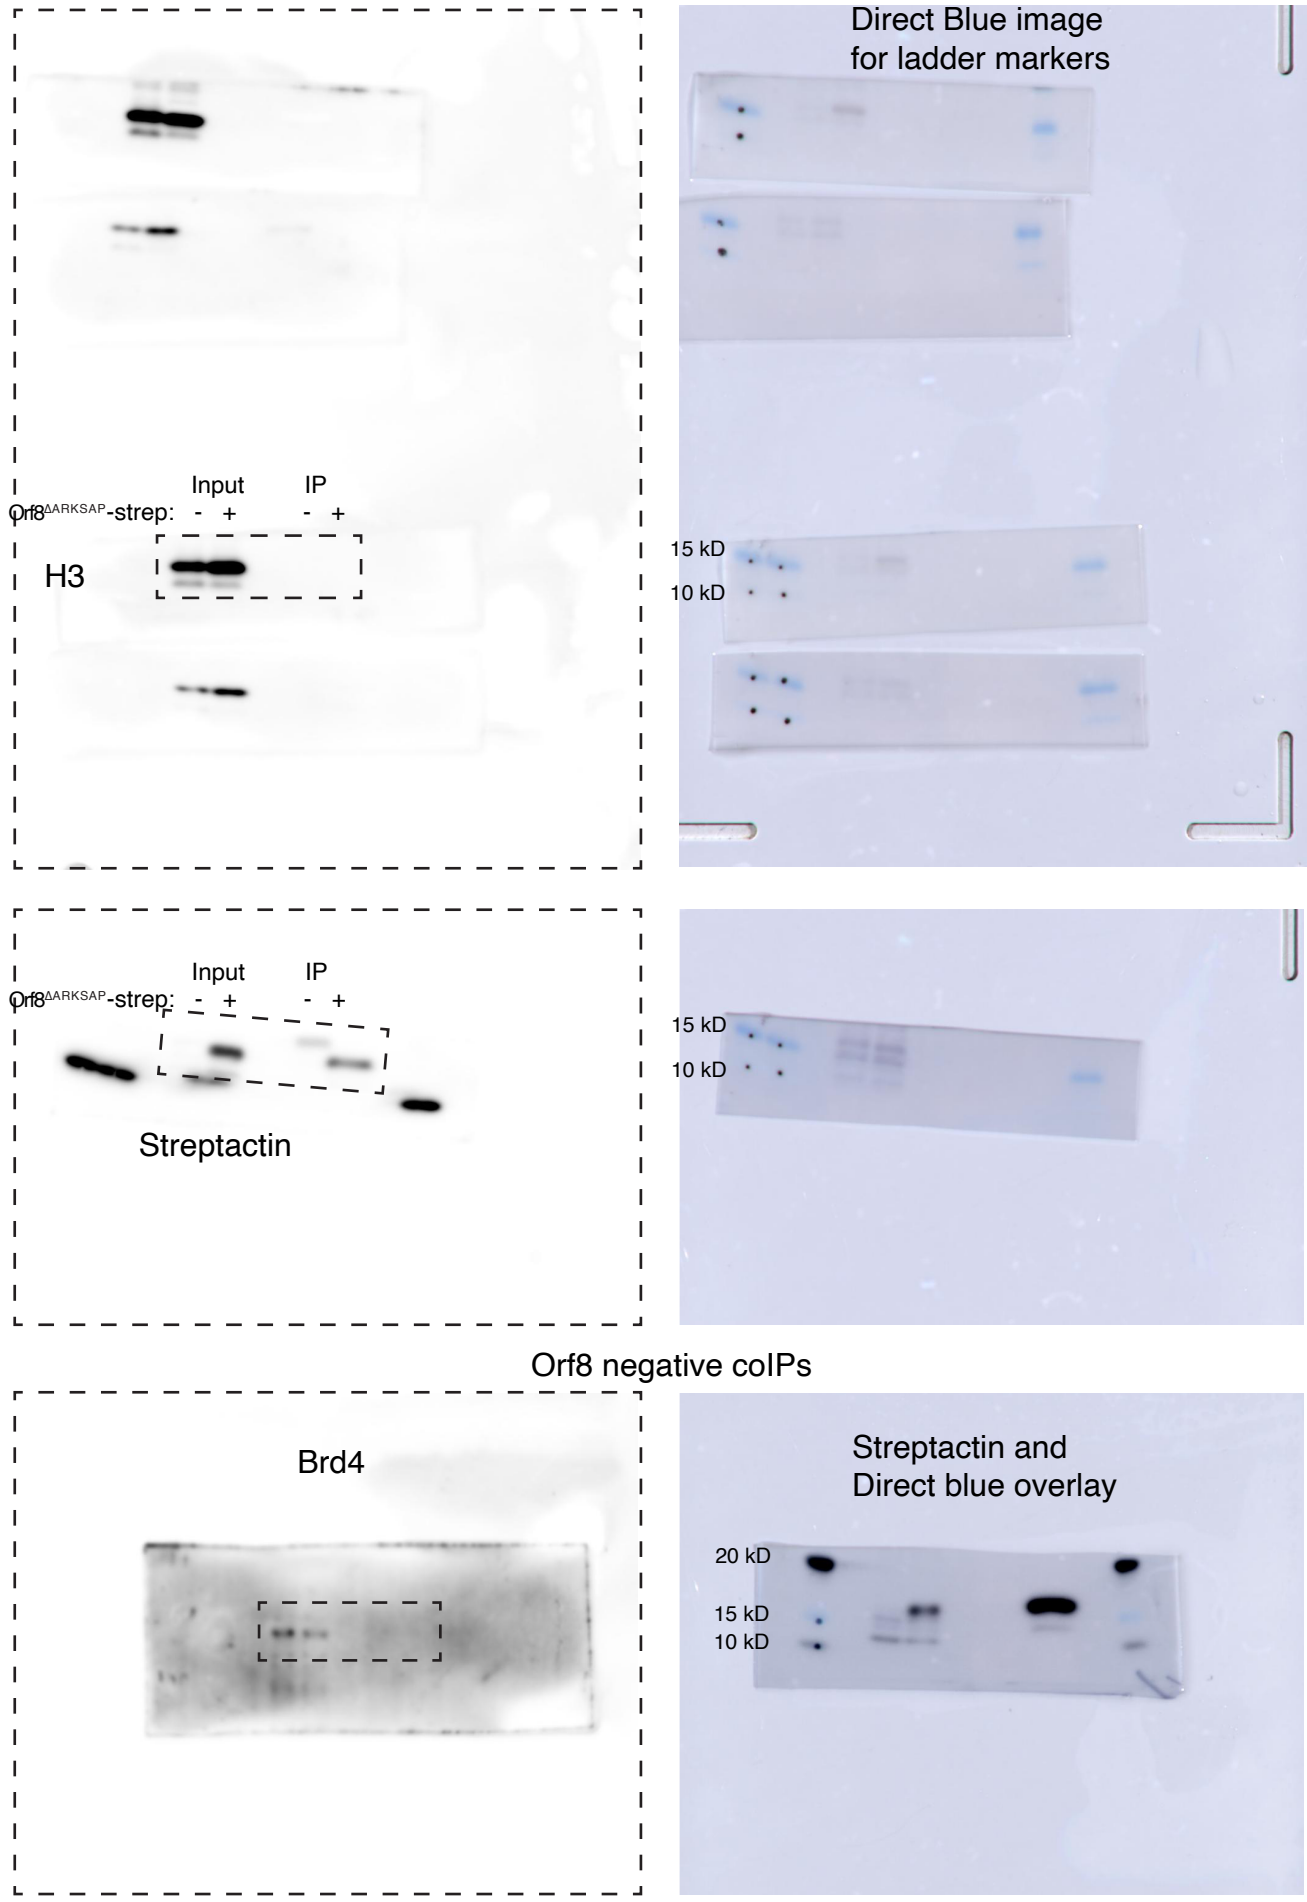 Direct Blue image
for ladder markers
Input IP
Orf8ΔARKSAP-strep: - + - +
H3
15 kD
10 kD
Input IP
Orf8ΔARKSAP-strep: - + - +
15 kD
10 kD
Streptactin
Orf8 negative coIPs
Brd4
Streptactin and
Direct blue overlay
20 kD
15 kD
10 kD